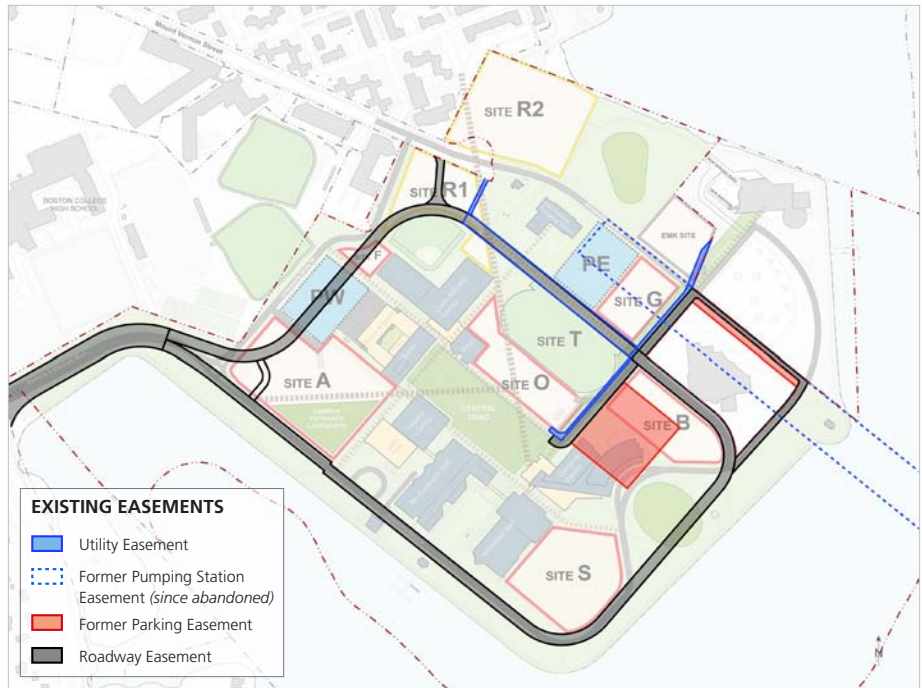 Mount Vernon Street
SITE R2
BOSTON COLLEGE
HIGH SCHOOL
SITE R1
EMK SITE
F
PE
PW
SITE G
SITE T
SITE A
SITE O
CENTRAL
QUAD
SITE B
EXISTING EASEMENTS
Utility Easement
Former Pumping Station
Easement (since abandoned)
Former Parking Easement
Roadway Easement
SITE S
N